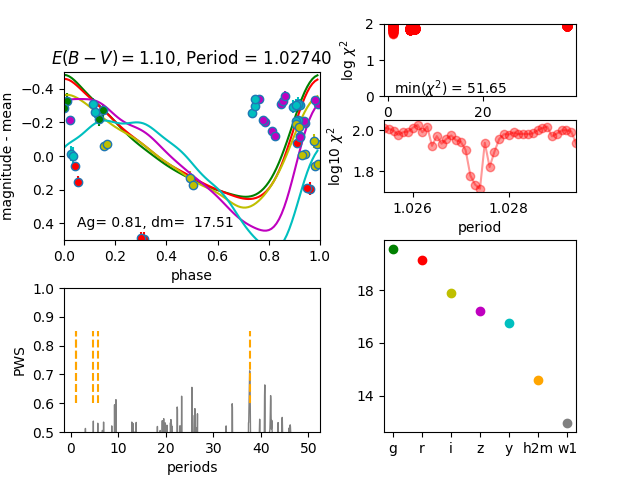 E(B − V) = 1.10, Period = 1.02740
magnitude - mean
−0.4
−0.2
0.0
0.2
0.4
Ag= 0.81, dm=  17.51
0.0 0.2 0.4 0.6 0.8 1.0
phase
log χ²
2
1
0
min(χ²) = 51.65
0 20
log10 χ²
2.0
1.8
1.026 1.028
period
PWS
1.0
0.9
0.8
0.7
0.6
0.5
0 10 20 30 40 50
periods
18
16
14
g r i z y h2m w1